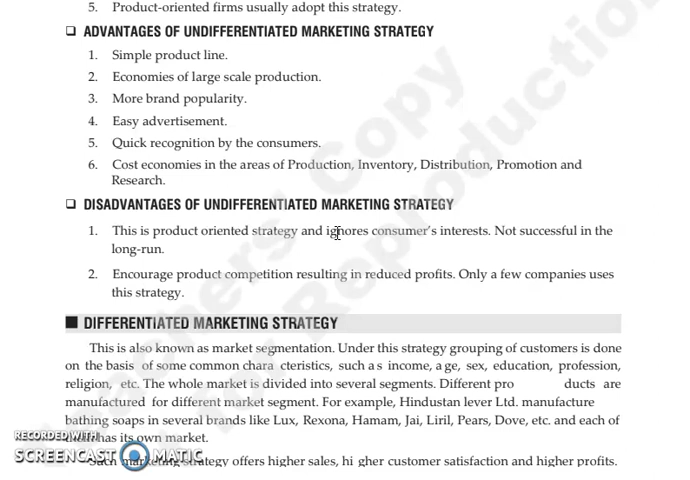 5. Product-oriented firms usually adopt this strategy.
❑ ADVANTAGES OF UNDIFFERENTIATED MARKETING STRATEGY
1. Simple product line.
2. Economies of large scale production.
3. More brand popularity.
4. Easy advertisement.
5. Quick recognition by the consumers.
6. Cost economies in the areas of Production, Inventory, Distribution, Promotion and
Research.
❑ DISADVANTAGES OF UNDIFFERENTIATED MARKETING STRATEGY
1. This is product oriented strategy and ignores consumer's interests. Not successful in the
long-run.
2. Encourage product competition resulting in reduced profits. Only a few companies uses
this strategy.
■ DIFFERENTIATED MARKETING STRATEGY
This is also known as market segmentation. Under this strategy grouping of customers is done
on the basis of some common chara cteristics, such a s income, a ge, sex, education, profession,
religion, etc. The whole market is divided into several segments. Different pro ducts are
manufactured for different market segment. For example, Hindustan lever Ltd. manufacture
bathing soaps in several brands like Lux, Rexona, Hamam, Jai, Liril, Pears, Dove, etc. and each of
has its own market.
Such marketing strategy offers higher sales, hi gher customer satisfaction and higher profits.
RECORDED WITH
SCREENCAST MATIC
Teachers Copy
for Reproduction